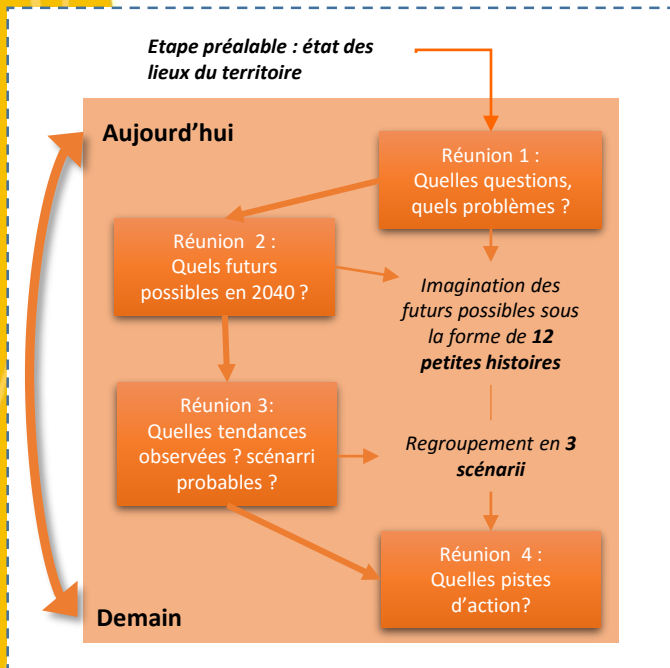 Etape préalable : état des
lieux du territoire
Aujourd'hui
Réunion 1 :
Quelles questions,
quels problèmes ?
Réunion 2 :
Quels futurs
possibles en 2040 ?
Imagination des
futurs possibles sous
la forme de 12
petites histoires
Réunion 3:
Quelles tendances
observées ? scénarri
probables ?
Regroupement en 3
scénarii
Réunion 4 :
Quelles pistes
d'action?
Demain